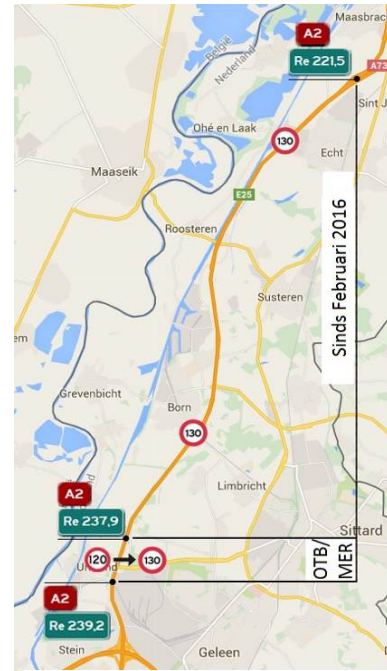 Maasbrac
A2
Re 221,5
A73
België
Nederland
Sint J
Ohé en Laak
130
Echt
Maaseik
E25
Roosteren
Sinds Februari 2016
Susteren
Grevenbicht
Born
130
Limbricht
A2
Re 237,9
Sittard
120
130
OTB/
MER
A2
Re 239,2
Stein
Geleen